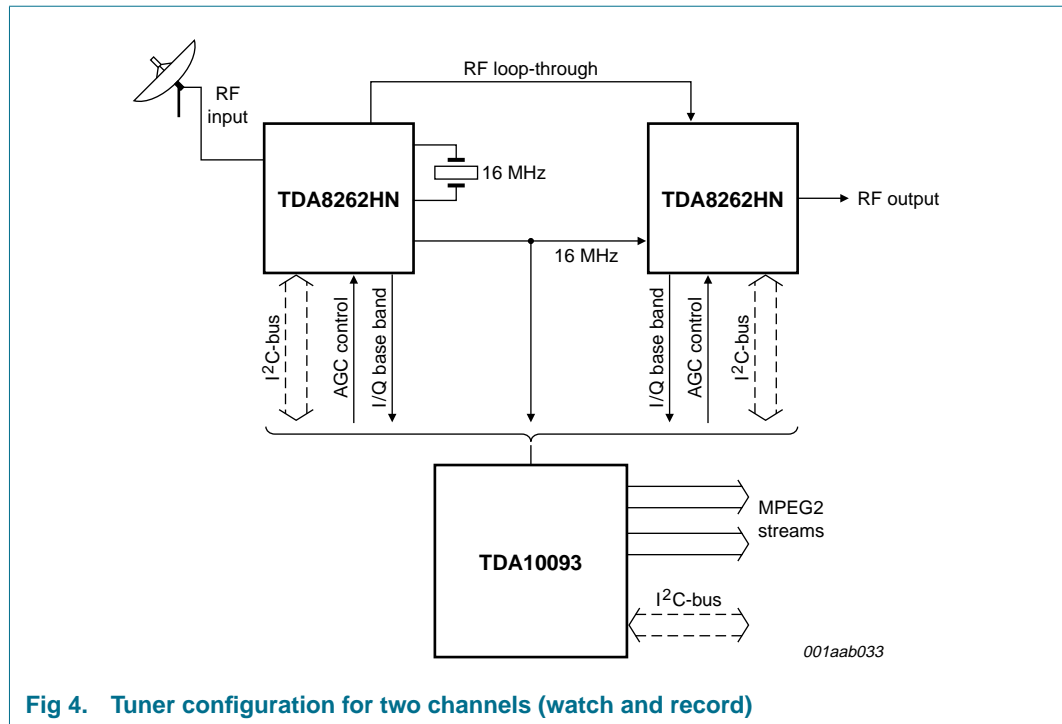 RF loop-through
RF
input
16 MHz
TDA8262HN
TDA8262HN
RF output
16 MHz
I²C-bus
AGC control
I/Q base band
I/Q base band
AGC control
I²C-bus
MPEG2
streams
TDA10093
I²C-bus
001aab033
Fig 4. Tuner configuration for two channels (watch and record)